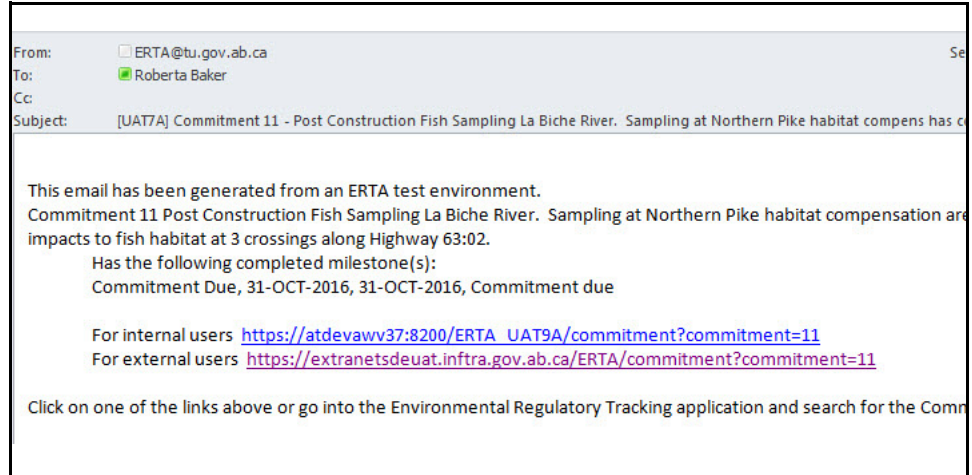 From: ERTA@tu.gov.ab.ca Se
To: Roberta Baker
Cc:
Subject: [UAT7A] Commitment 11 - Post Construction Fish Sampling La Biche River. Sampling at Northern Pike habitat compens has c
This email has been generated from an ERTA test environment.
Commitment 11 Post Construction Fish Sampling La Biche River. Sampling at Northern Pike habitat compensation are
impacts to fish habitat at 3 crossings along Highway 63:02.
Has the following completed milestone(s):
Commitment Due, 31-OCT-2016, 31-OCT-2016, Commitment due
For internal users https://atdevawv37:8200/ERTA_UAT9A/commitment?commitment=11
For external users https://extranetsdeuat.inftra.gov.ab.ca/ERTA/commitment?commitment=11
Click on one of the links above or go into the Environmental Regulatory Tracking application and search for the Comm